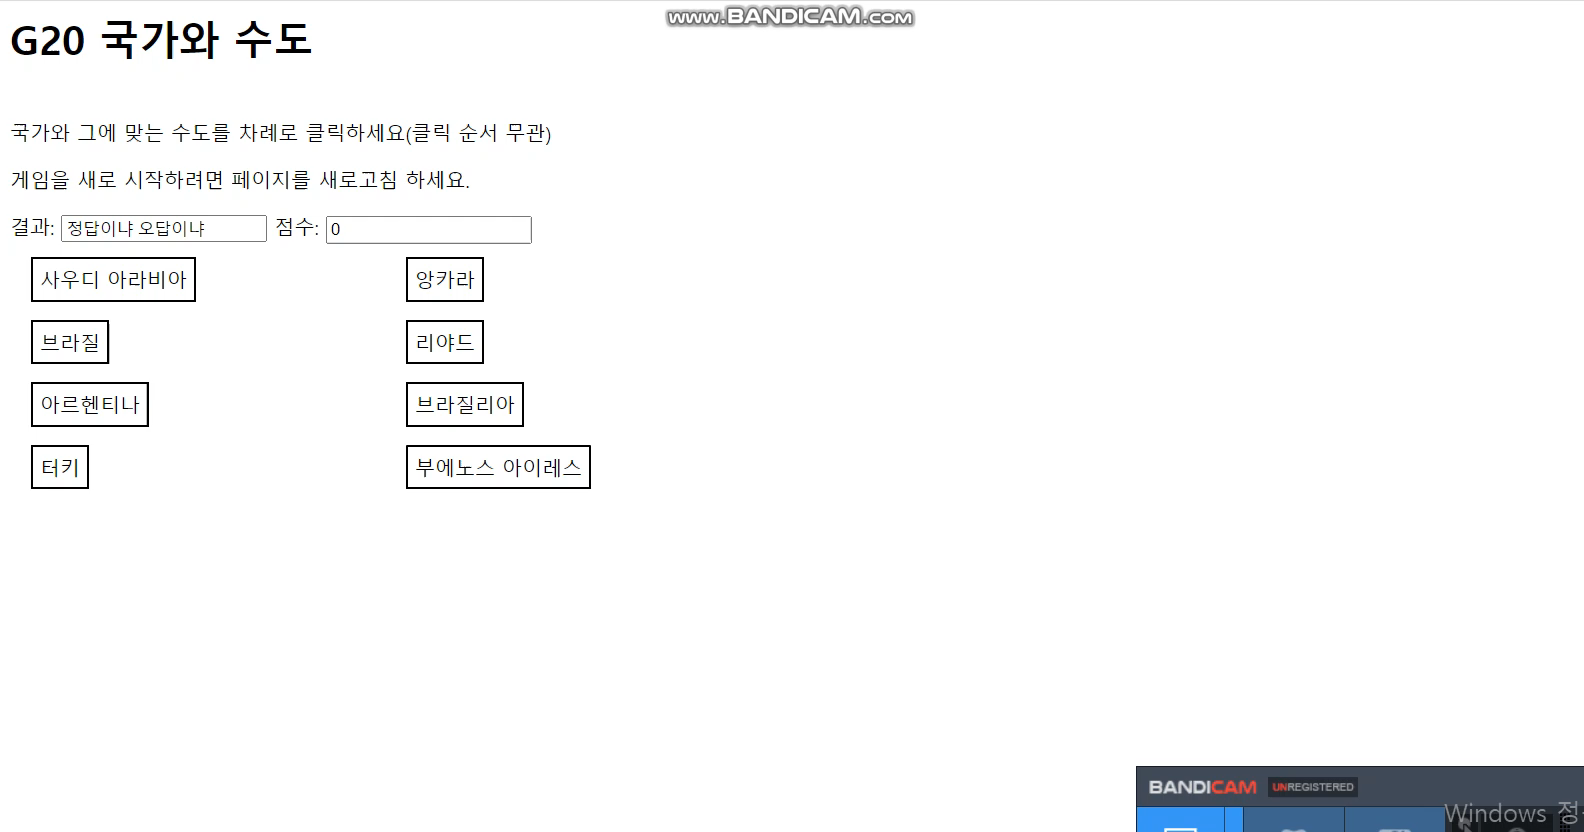 www.BANDICAM.com
G20 국가와 수도
국가와 그에 맞는 수도를 차례로 클릭하세요(클릭 순서 무관)
게임을 새로 시작하려면 페이지를 새로고침 하세요.
결과: 정답이냐 오답이냐 점수: 0
사우디 아라비아 앙카라
브라질 리야드
아르헨티나 브라질리아
터키 부에노스 아이레스
BANDICAM UNREGISTERED
Windows 정